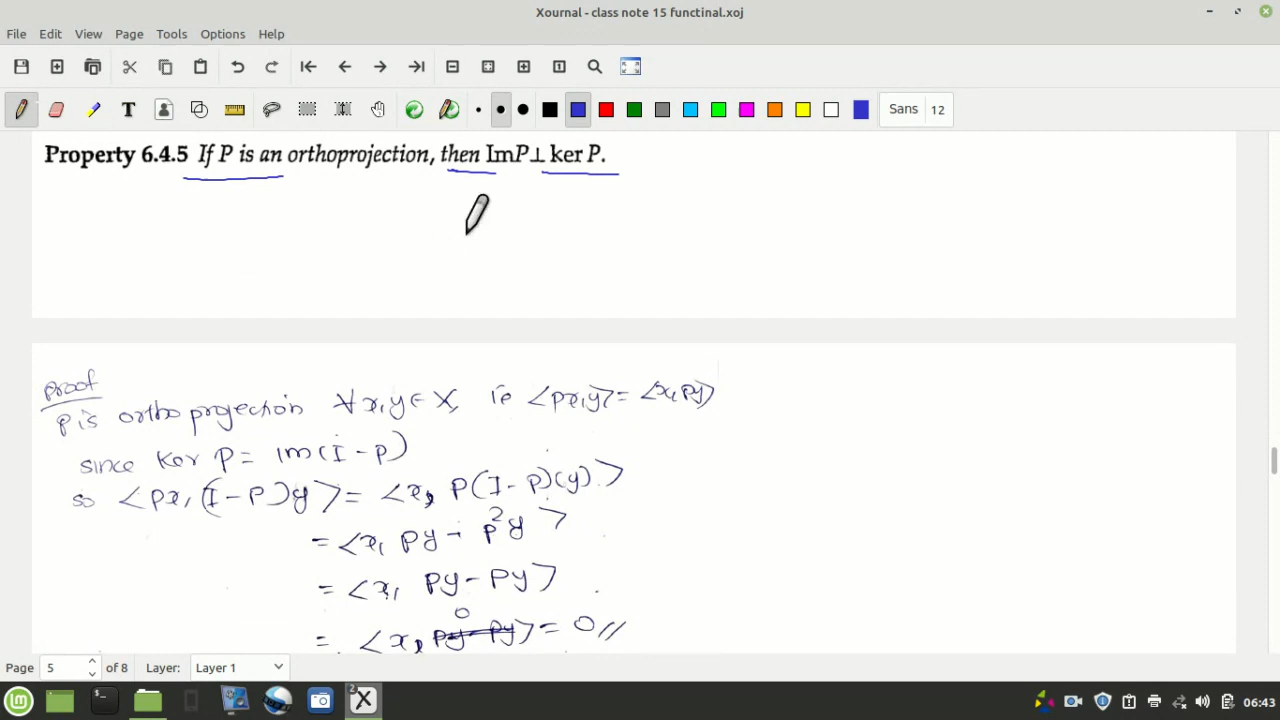 Xournal - class note 15 functinal.xoj
File Edit View Page Tools Options Help
Sans 12
Property 6.4.5 If P is an orthoprojection, then ImP⊥ker P.
Proof
P is orthoprojection ∀x,y∈X, ie <Px,y>=<x,Py>
since Ker P = Im(I-P)
so <Px,(I-P)y> = <x, P(I-P)(y)>
= <x, Py - P²y>
= <x, Py - Py>
0
= <x, Py - Py> = 0//
Page 5 of 8 Layer: Layer 1
2
06:43